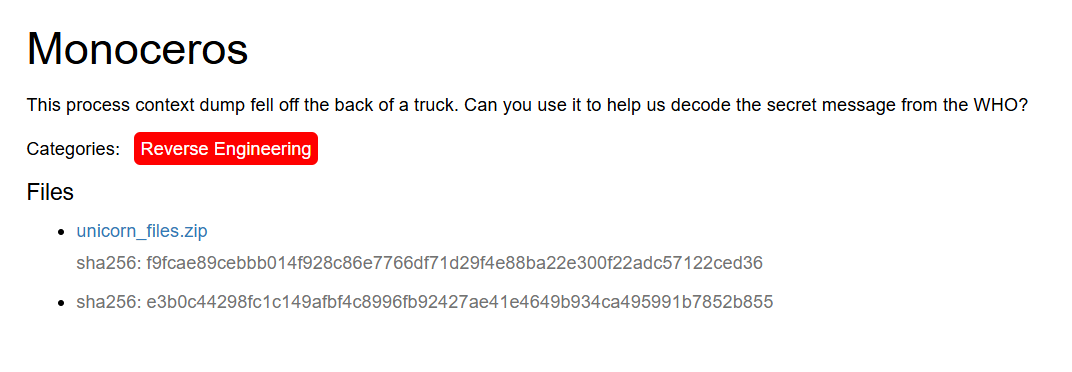 Monoceros
This process context dump fell off the back of a truck. Can you use it to help us decode the secret message from the WHO?
Categories: Reverse Engineering
Files
unicorn_files.zip
sha256: f9fcae89cebbb014f928c86e7766df71d29f4e88ba22e300f22adc57122ced36
sha256: e3b0c44298fc1c149afbf4c8996fb92427ae41e4649b934ca495991b7852b855